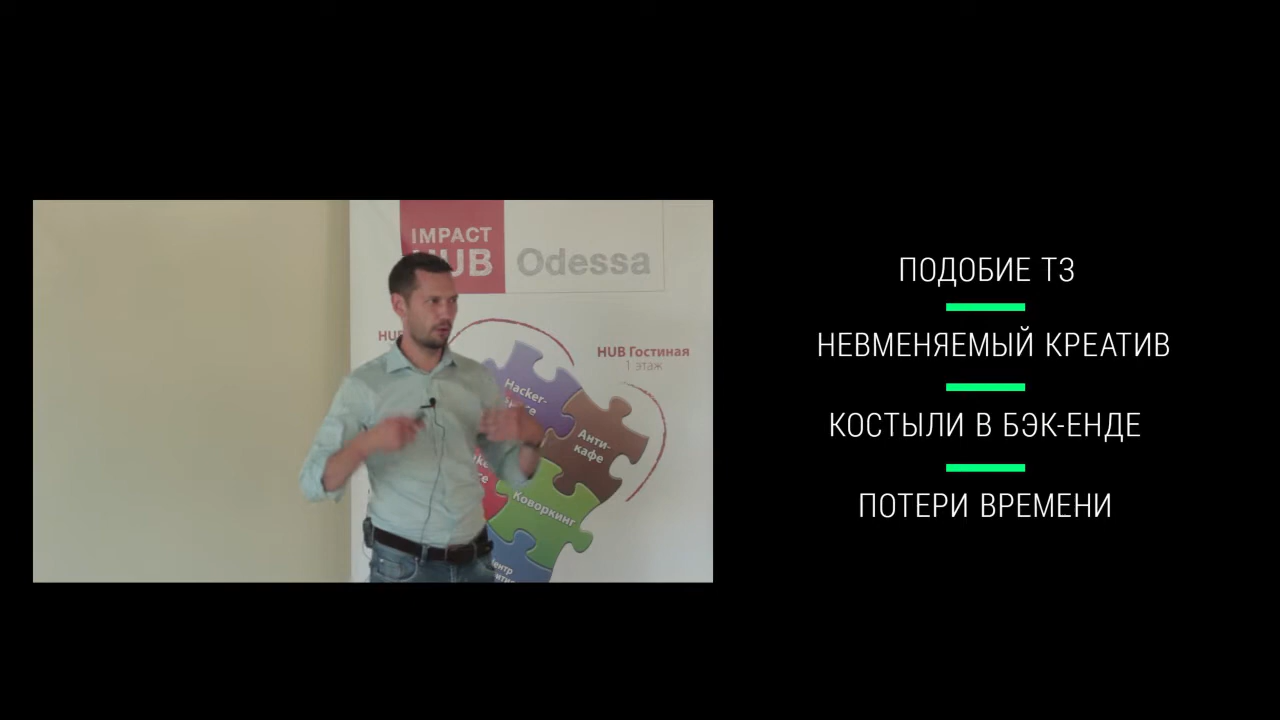 IMPACT
HUB Odessa
HUB Гостиная
1 этаж
Hacker-
Анти-
кафе
Коворкинг
ПОДОБИЕ ТЗ
НЕВМЕНЯЕМЫЙ КРЕАТИВ
КОСТЫЛИ В БЭК-ЕНДЕ
ПОТЕРИ ВРЕМЕНИ